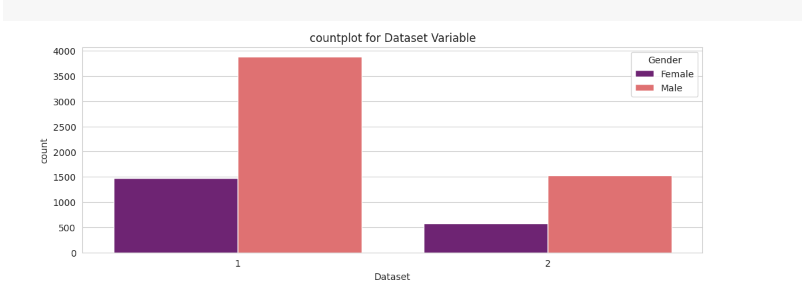 countplot for Dataset Variable
4000
3500
3000
2500
2000
1500
1000
500
0
count
Gender
Female
Male
1
2
Dataset